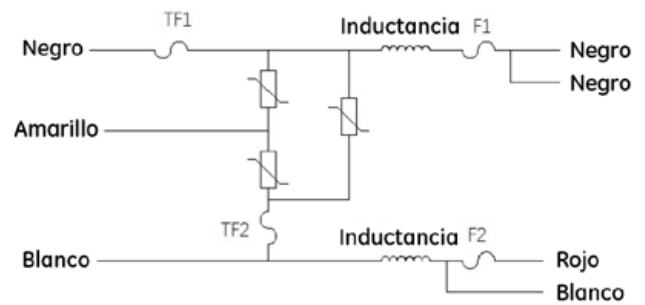 TF1
Inductancia F1
Negro
Negro
Negro
Amarillo
TF2
Inductancia F2
Blanco
Rojo
Blanco